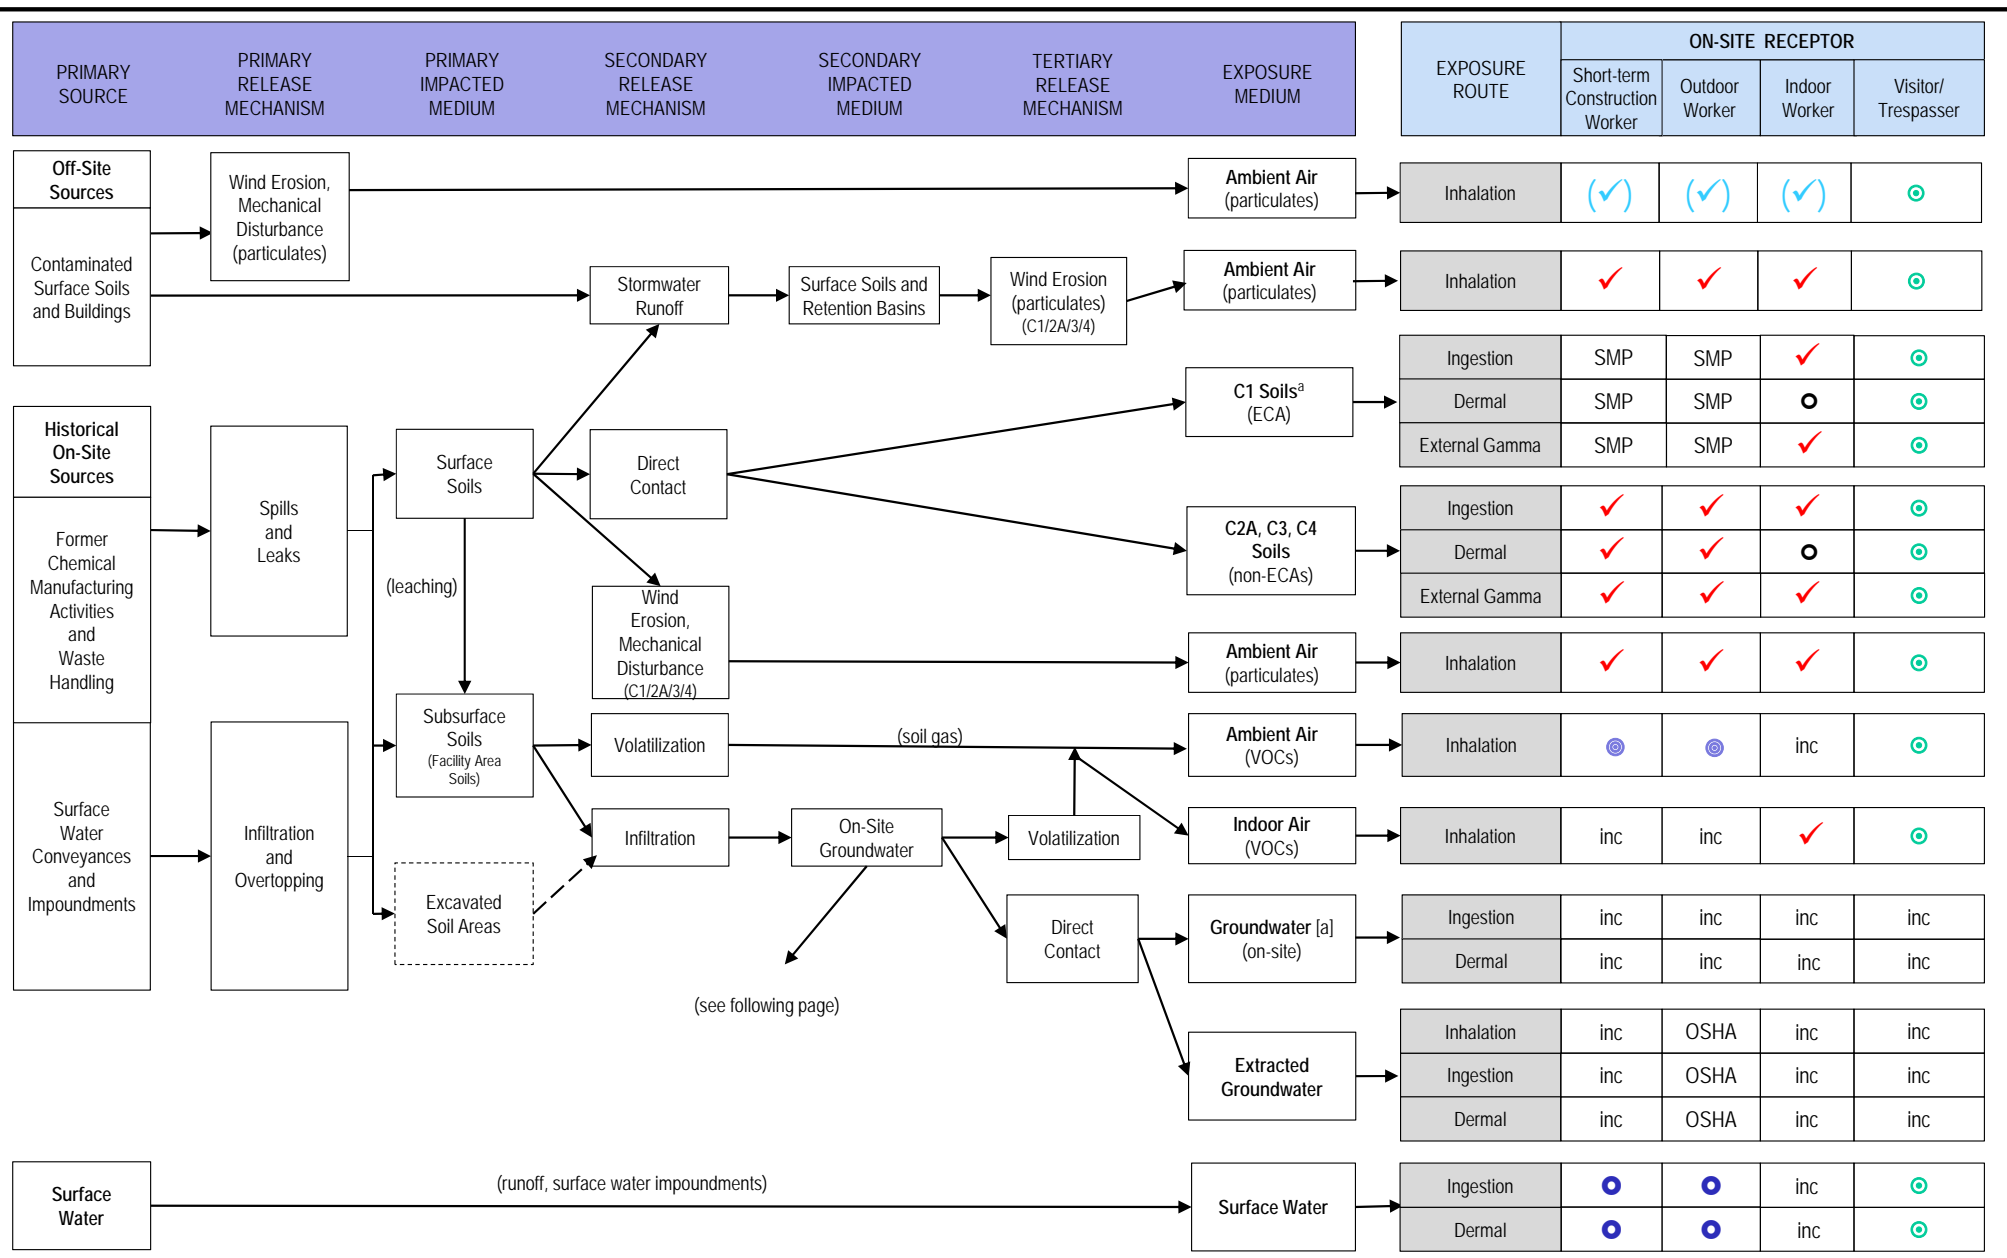 PRIMARY
SOURCE
PRIMARY
RELEASE
MECHANISM
PRIMARY
IMPACTED
MEDIUM
SECONDARY
RELEASE
MECHANISM
SECONDARY
IMPACTED
MEDIUM
TERTIARY
RELEASE
MECHANISM
EXPOSURE
MEDIUM
EXPOSURE
ROUTE
ON-SITE RECEPTOR
Short-term
Construction
Worker
Outdoor
Worker
Indoor
Worker
Visitor/
Trespasser
Off-Site
Sources
Contaminated
Surface Soils
and Buildings
Wind Erosion,
Mechanical
Disturbance
(particulates)
Ambient Air
(particulates)
Inhalation
(✓) (✓) (✓)
Stormwater
Runoff
Surface Soils and
Retention Basins
Wind Erosion
(particulates)
(C1/2A/3/4)
Ambient Air
(particulates)
Inhalation ✓ ✓ ✓
Historical
On-Site
Sources
Former
Chemical
Manufacturing
Activities
and
Waste
Handling
Surface
Water
Conveyances
and
Impoundments
Spills
and
Leaks
Infiltration
and
Overtopping
Surface
Soils
(leaching)
Subsurface
Soils
(Facility Area
Soils)
Excavated
Soil Areas
Direct
Contact
Wind
Erosion,
Mechanical
Disturbance
(C1/2A/3/4)
Volatilization
(soil gas)
Infiltration
On-Site
Groundwater
(see following page)
Volatilization
Direct
Contact
C1 Soilsa
(ECA)
Ingestion SMP SMP ✓
Dermal SMP SMP
External Gamma SMP SMP ✓
C2A, C3, C4
Soils
(non-ECAs)
Ingestion ✓ ✓ ✓
Dermal ✓ ✓
External Gamma ✓ ✓ ✓
Ambient Air
(particulates)
Inhalation ✓ ✓ ✓
Ambient Air
(VOCs)
Inhalation inc
Indoor Air
(VOCs)
Inhalation inc inc ✓
Groundwater [a]
(on-site)
Ingestion inc inc inc inc
Dermal inc inc inc inc
Extracted
Groundwater
Inhalation inc OSHA inc inc
Ingestion inc OSHA inc inc
Dermal inc OSHA inc inc
Surface
Water
(runoff, surface water impoundments)
Surface Water
Ingestion inc
Dermal inc